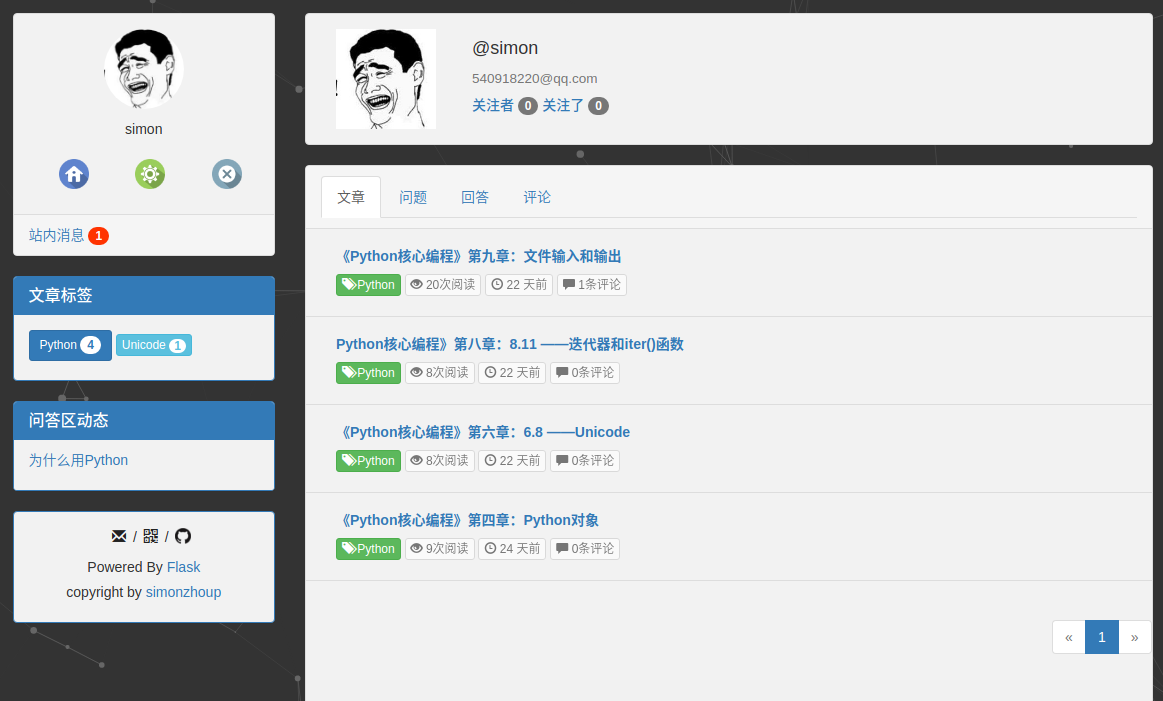 simon
站内消息 1
文章标签
Python 4 Unicode 1
问答区动态
为什么用Python
/ /
Powered By Flask
copyright by simonzhoup
@simon
540918220@qq.com
关注者 0 关注了 0
文章 问题 回答 评论
《Python核心编程》第九章：文件输入和输出
Python 20次阅读 22 天前 1条评论
Python核心编程》第八章：8.11 ——迭代器和iter()函数
Python 8次阅读 22 天前 0条评论
《Python核心编程》第六章：6.8 ——Unicode
Python 8次阅读 22 天前 0条评论
《Python核心编程》第四章：Python对象
Python 9次阅读 24 天前 0条评论
« 1 »